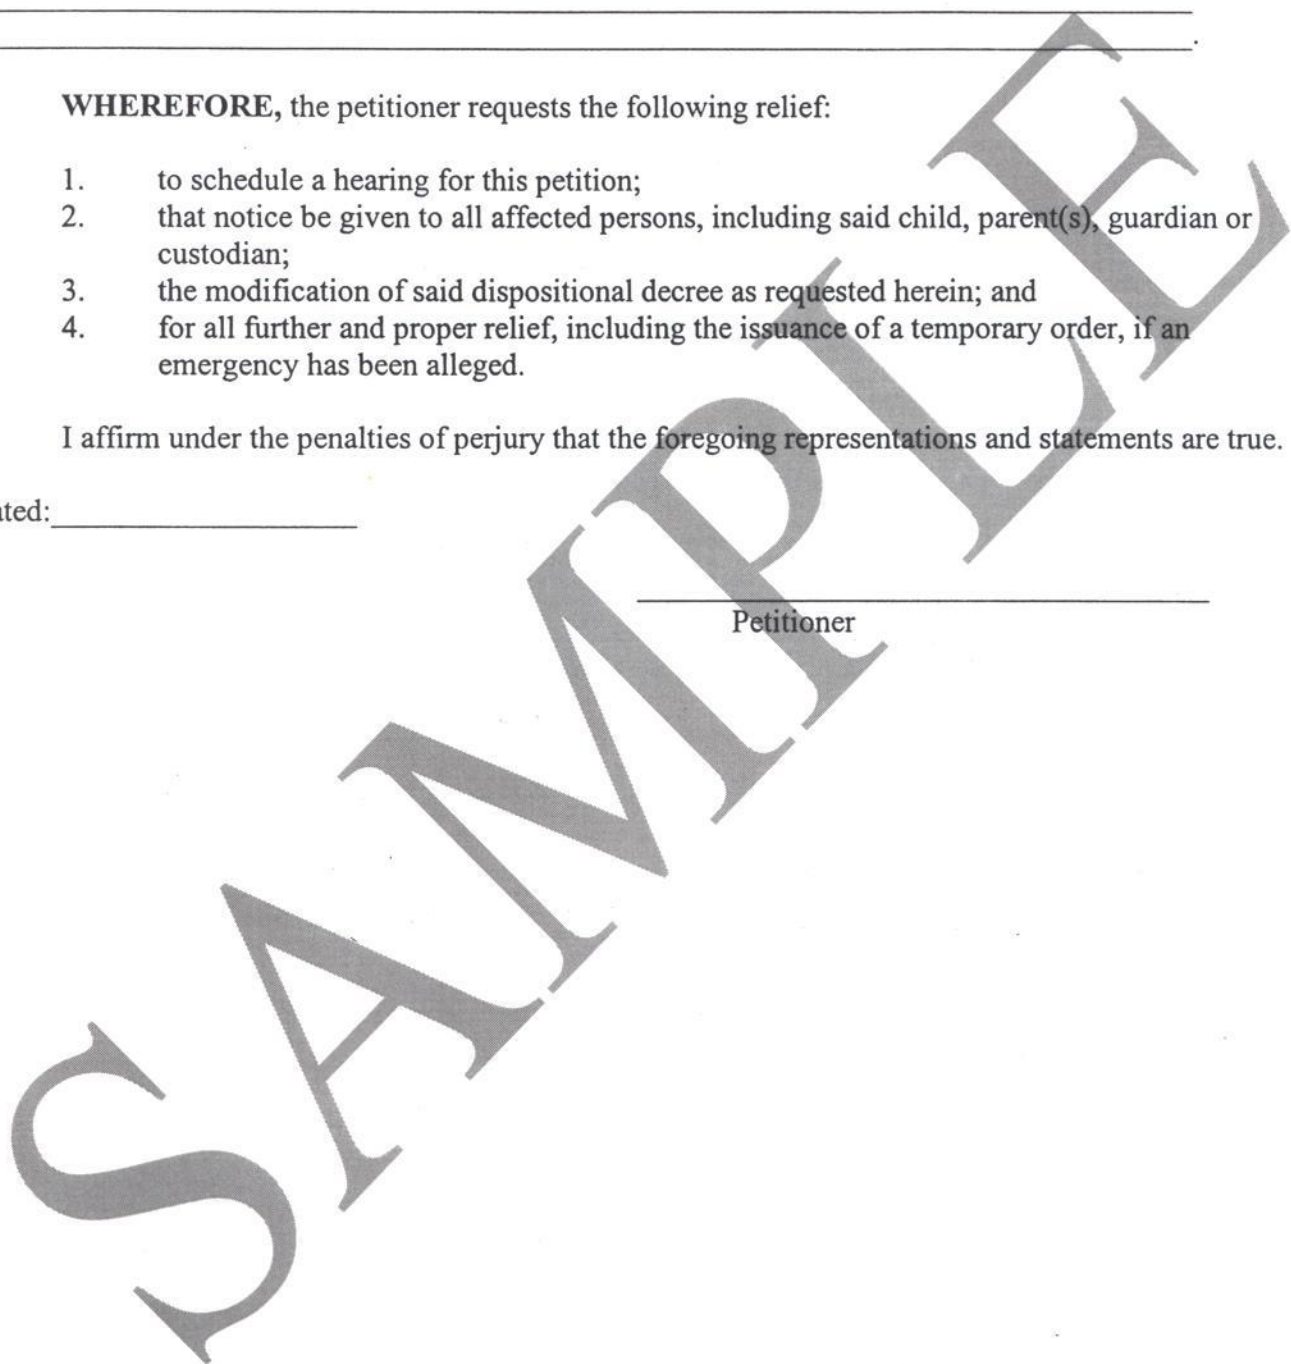 WHEREFORE, the petitioner requests the following relief:
1. to schedule a hearing for this petition;
2. that notice be given to all affected persons, including said child, parent(s), guardian or
custodian;
3. the modification of said dispositional decree as requested herein; and
4. for all further and proper relief, including the issuance of a temporary order, if an
emergency has been alleged.
I affirm under the penalties of perjury that the foregoing representations and statements are true.
ated:
Petitioner
SAMPLE